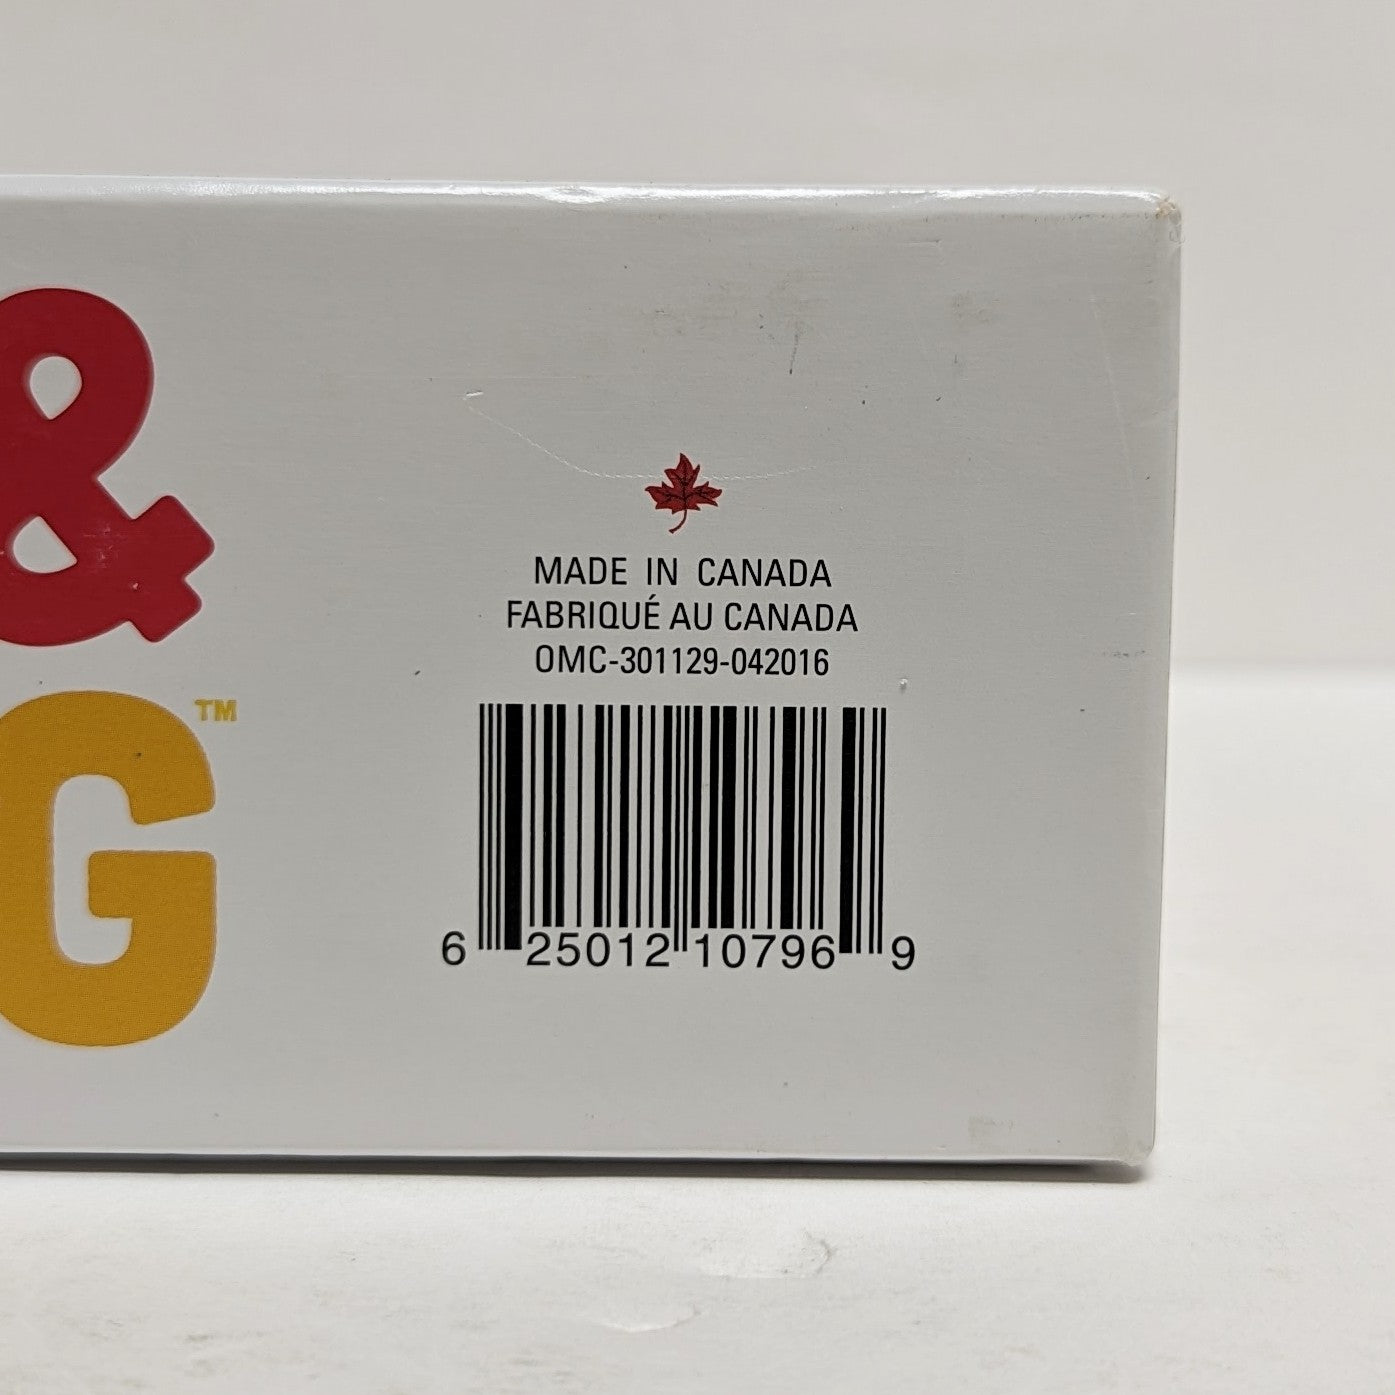 &
G™
MADE IN CANADA
FABRIQUÉ AU CANADA
OMC-301129-042016
6 25012 10796 9